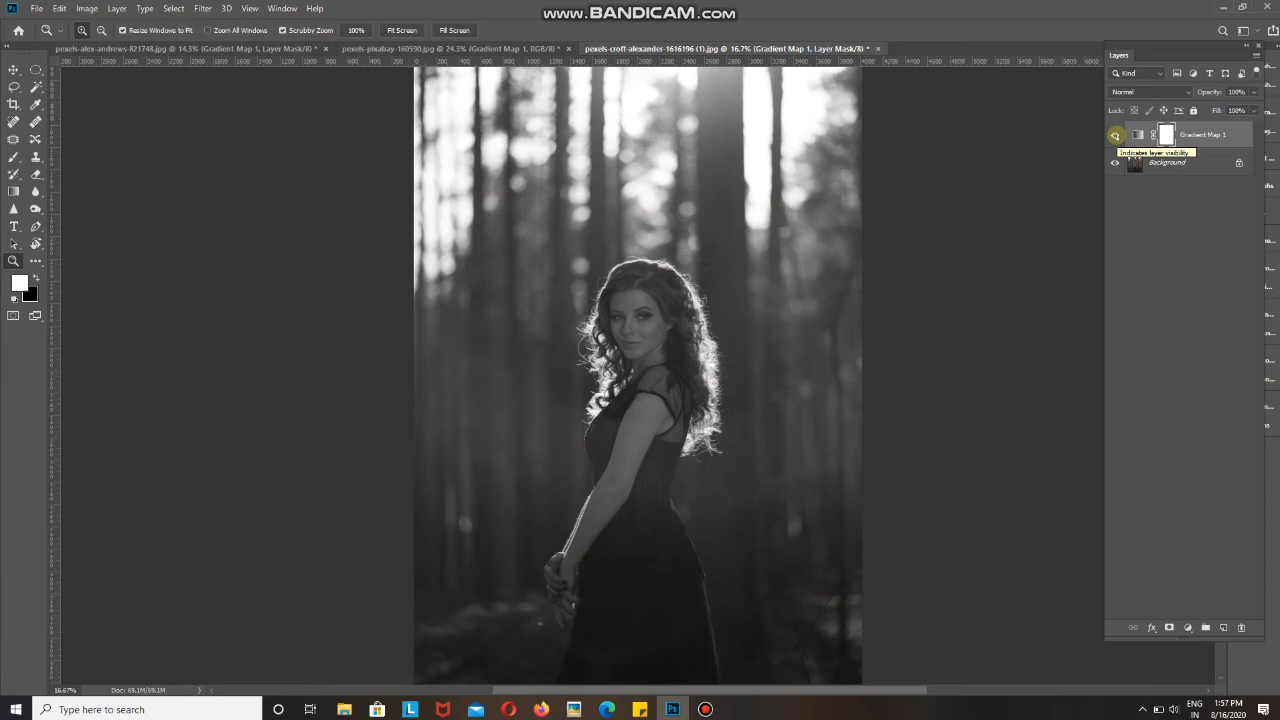 www.BANDICAM.com
Ps File Edit Image Layer Type Select Filter 3D View Window Help
Resize Windows to Fit Zoom All Windows Scrubby Zoom 100% Fit Screen Fill Screen
pexels-alex-andrews-821748.jpg @ 14.3% (Gradient Map 1, Layer Mask/8) * × pexels-pixabay-160590.jpg @ 24.3% (Gradient Map 1, RGB/8) * × pexels-croft-alexander-1616196 (1).jpg @ 16.7% (Gradient Map 1, Layer Mask/8) * ×
Layers
Kind
Normal Opacity: 100%
Lock: Fill: 100%
Gradient Map 1
Indicates layer visibility
Background
16.67% Doc: 69.1M/69.1M
Type here to search
ENG
IN
1:57 PM
8/16/2020